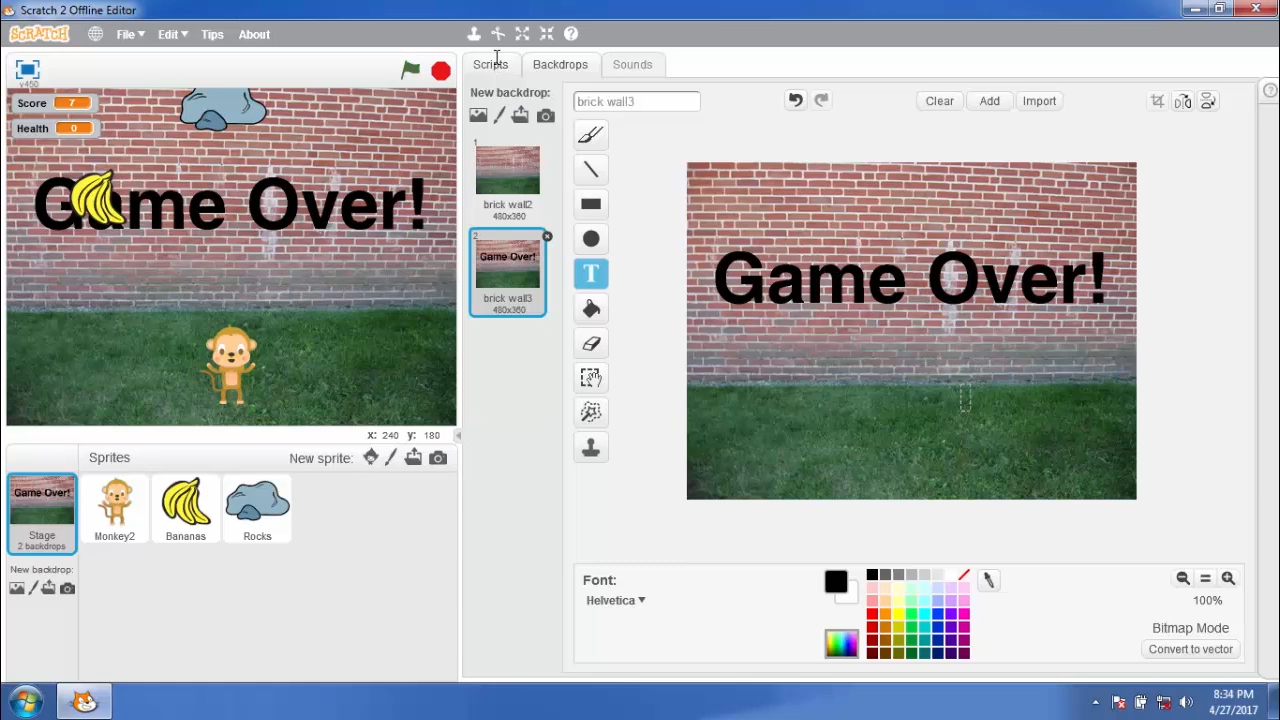 Scratch 2 Offline Editor
SCRATCH File Edit Tips About
v450
Score 7
Health 0
Game Over!
x: 240 y: 180
Sprites New sprite:
Game Over!
Stage
2 backdrops
New backdrop:
Monkey2
Bananas
Rocks
Scripts Backdrops Sounds
New backdrop:
1
brick wall2
480x360
2
Game Over!
brick wall3
480x360
brick wall3
Clear Add Import
T
Game Over!
Font:
Helvetica
100%
Bitmap Mode
Convert to vector
8:34 PM
4/27/2017